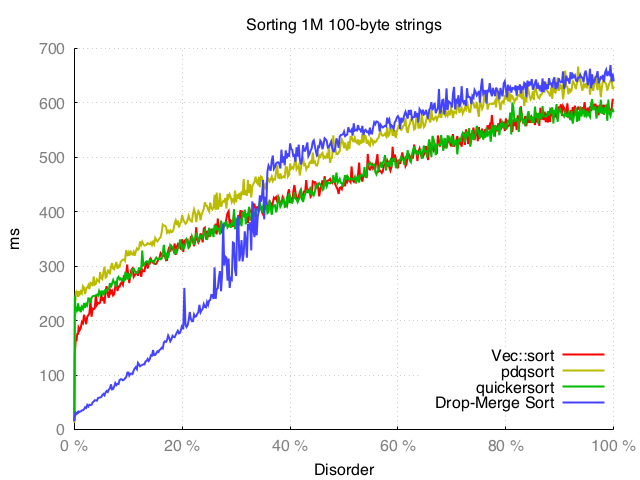 Sorting 1M 100-byte strings
700
600
500
400
300
200
100
0
ms
0 %
20 %
40 %
60 %
80 %
100 %
Disorder
Vec::sort
pdqsort
quickersort
Drop-Merge Sort